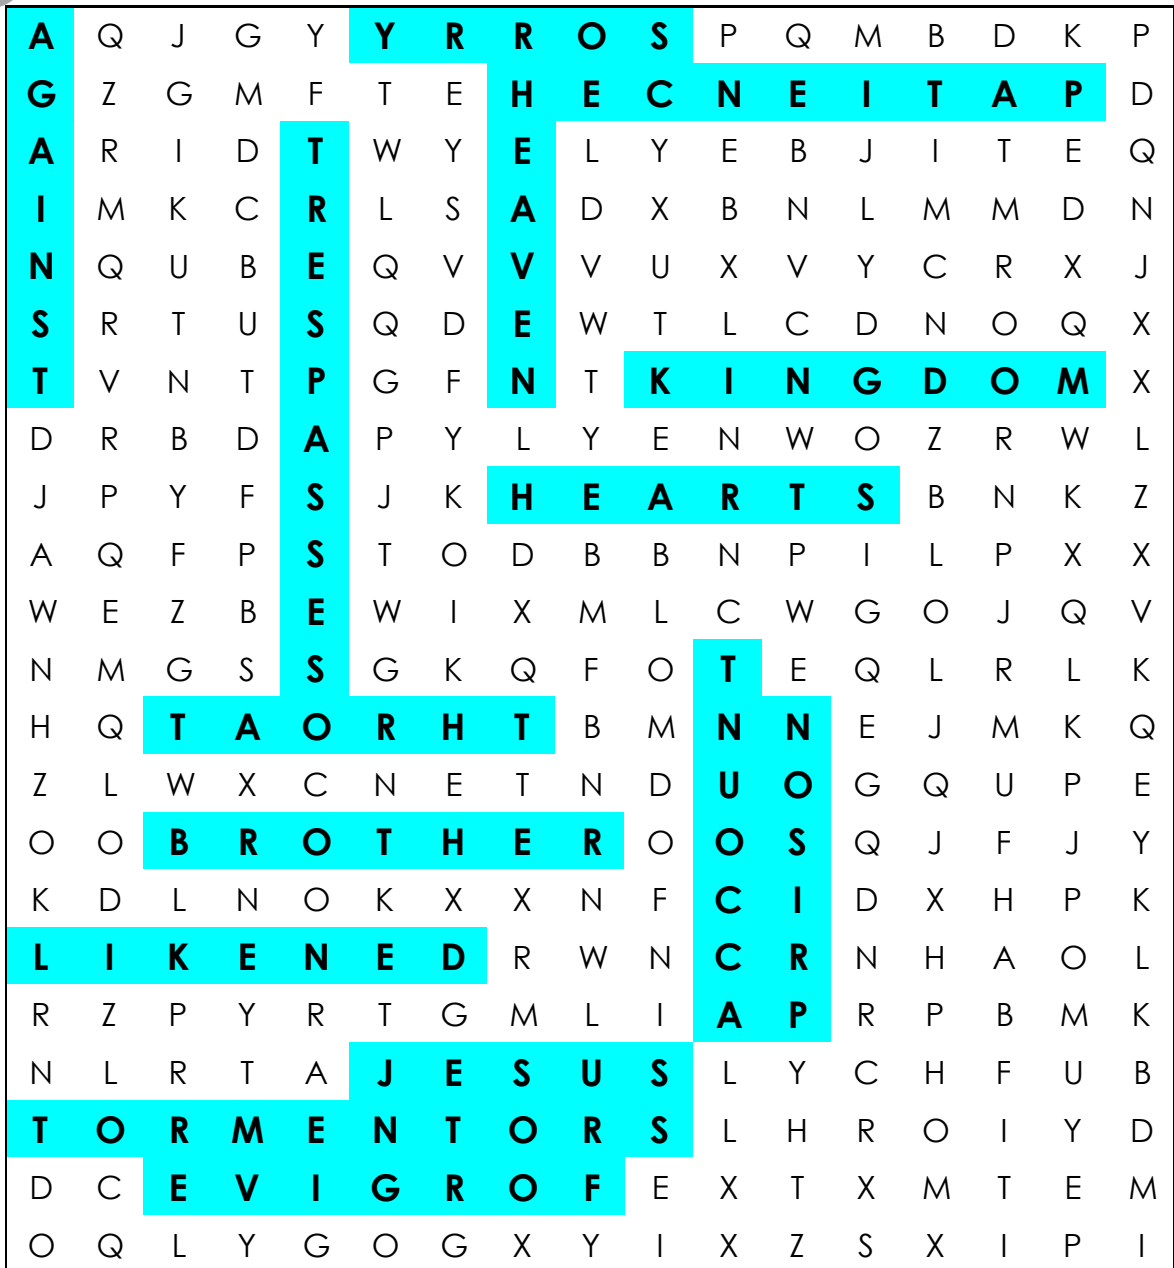 A Q J G Y Y R R O S P Q M B D K P
G Z G M F T E H E C N E I T A P D
A R I D T W Y E L Y E B J I T E Q
I M K C R L S A D X B N L M M D N
N Q U B E Q V V V U X V Y C R X J
S R T U S Q D E W T L C D N O Q X
T V N T P G F N T K I N G D O M X
D R B D A P Y L Y E N W O Z R W L
J P Y F S J K H E A R T S B N K Z
A Q F P S T O D B B N P I L P X X
W E Z B E W I X M L C W G O J Q V
N M G S S G K Q F O T E Q L R L K
H Q T A O R H T B M N N E J M K Q
Z L W X C N E T N D U O G Q U P E
O O B R O T H E R O O S Q J F J Y
K D L N O K X X N F C I D X H P K
L I K E N E D R W N C R N H A O L
R Z P Y R T G M L I A P R P B M K
N L R T A J E S U S L Y C H F U B
T O R M E N T O R S L H R O I Y D
D C E V I G R O F E X T X M T E M
O Q L Y G O G X Y I X Z S X I P I